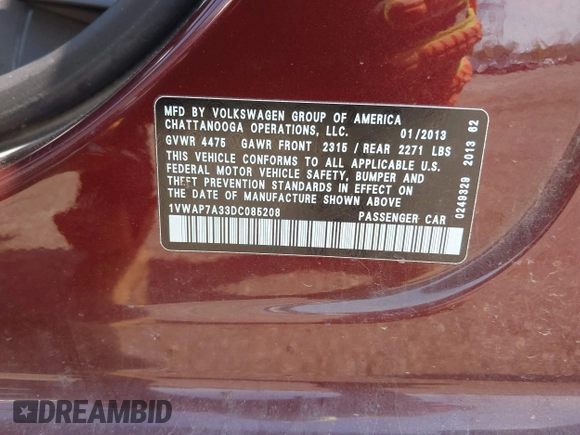 MFD BY VOLKSWAGEN GROUP OF AMERICA
CHATTANOOGA OPERATIONS, LLC. 01/2013
GVWR 4475 GAWR FRONT 2315 / REAR 2271 LBS
THIS VEHICLE CONFORMS TO ALL APPLICABLE U.S.
FEDERAL MOTOR VEHICLE SAFETY, BUMPER AND
THEFT PREVENTION STANDARDS IN EFFECT ON
THE DATE OF MANUFACTURE SHOWN ABOVE
1VWAP7A33DC085208 PASSENGER CAR
0249329 2013 62
DREAMBID